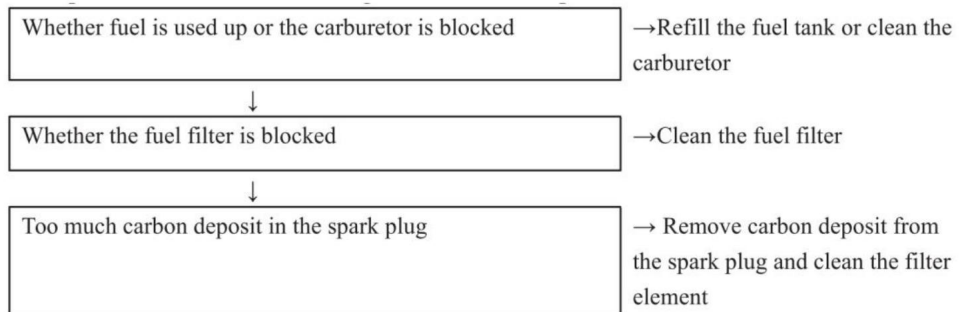 Whether fuel is used up or the carburetor is blocked
→Refill the fuel tank or clean the
carburetor
↓
Whether the fuel filter is blocked
→Clean the fuel filter
↓
Too much carbon deposit in the spark plug
→ Remove carbon deposit from
the spark plug and clean the filter
element